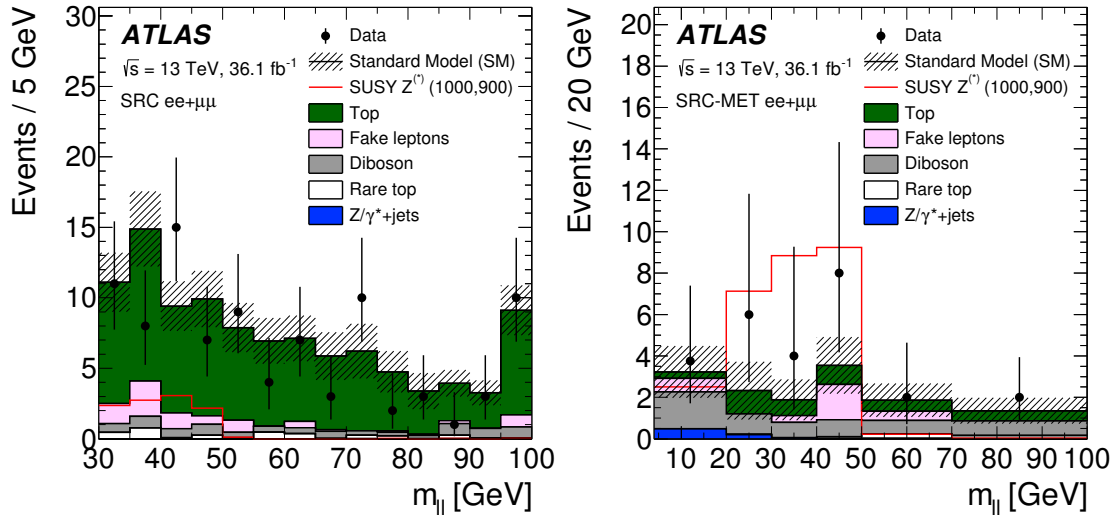 Events / 5 GeV
30
25
20
15
10
5
0
ATLAS
√s = 13 TeV, 36.1 fb⁻¹
SRC ee+μμ
Data
Standard Model (SM)
SUSY Z⁽*⁾ (1000,900)
Top
Fake leptons
Diboson
Rare top
Z/γ*+jets
30 40 50 60 70 80 90 100
m_ll [GeV]
Events / 20 GeV
20
18
16
14
12
10
8
6
4
2
0
ATLAS
√s = 13 TeV, 36.1 fb⁻¹
SRC-MET ee+μμ
Data
Standard Model (SM)
SUSY Z⁽*⁾ (1000,900)
Top
Fake leptons
Diboson
Rare top
Z/γ*+jets
10 20 30 40 50 60 70 80 90 100
m_ll [GeV]